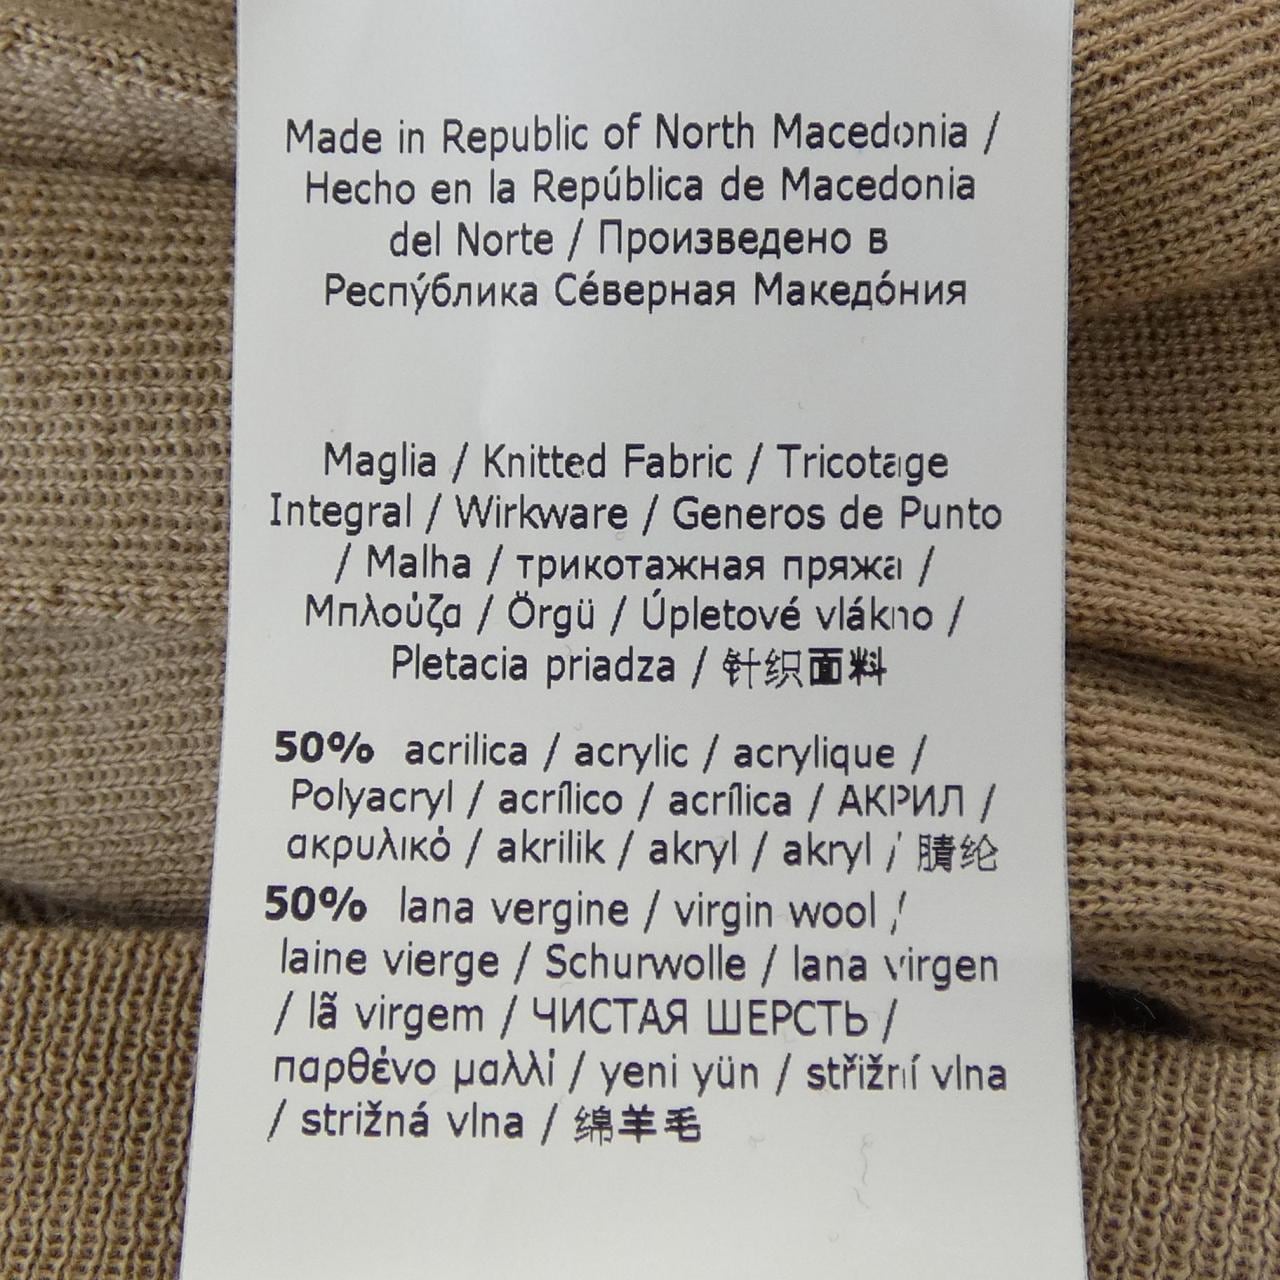 Made in Republic of North Macedonia /
Hecho en la República de Macedonia
del Norte / Произведено в
Респу́блика Се́верная Македо́ния
Maglia / Knitted Fabric / Tricotage
Integral / Wirkware / Generos de Punto
/ Malha / трикотажная пряжа /
Μπλούζα / Örgü / Úpletové vlákno /
Pletacia priadza / 针织面料
50% acrilica / acrylic / acrylique /
Polyacryl / acrílico / acrílica / АКРИЛ /
ακρυλικό / akrilik / akryl / akryl / 腈纶
50% lana vergine / virgin wool /
laine vierge / Schurwolle / lana virgen
/ lã virgem / ЧИСТАЯ ШЕРСТЬ /
παρθένο μαλλί / yeni yün / střižní vlna
/ strižná vlna / 绵羊毛